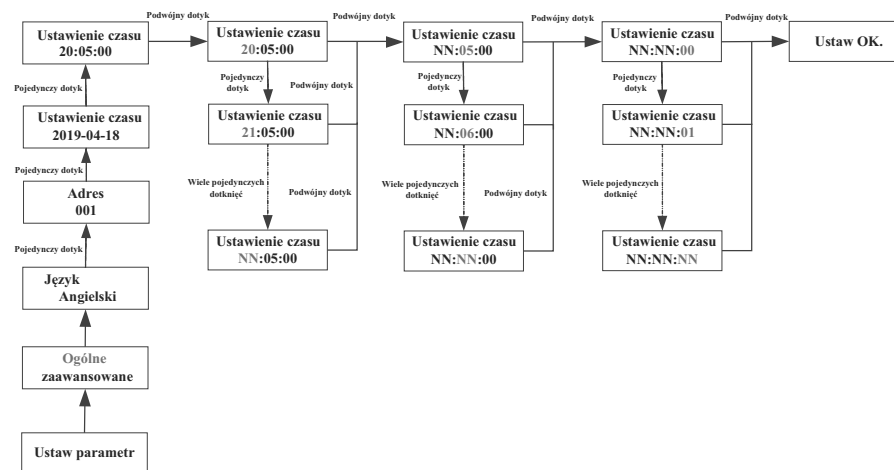 Podwójny dotyk
Podwójny dotyk
Podwójny dotyk
Podwójny dotyk
Ustawienie czasu
20:05:00
Ustawienie czasu
20:05:00
Ustawienie czasu
NN:05:00
Ustawienie czasu
NN:NN:00
Ustaw OK.
Pojedynczy dotyk
Pojedynczy
dotyk
Podwójny dotyk
Pojedynczy
dotyk
Pojedynczy
dotyk
Ustawienie czasu
2019-04-18
Ustawienie czasu
21:05:00
Ustawienie czasu
NN:06:00
Ustawienie czasu
NN:NN:01
Pojedynczy dotyk
Wiele pojedynczych
dotknięć
Podwójny dotyk
Wiele pojedynczych
dotknięć
Podwójny dotyk
Wiele pojedynczych
dotknięć
Adres
001
Pojedynczy dotyk
Ustawienie czasu
NN:05:00
Ustawienie czasu
NN:NN:00
Ustawienie czasu
NN:NN:NN
Język
Angielski
Ogólne
zaawansowane
Ustaw parametr